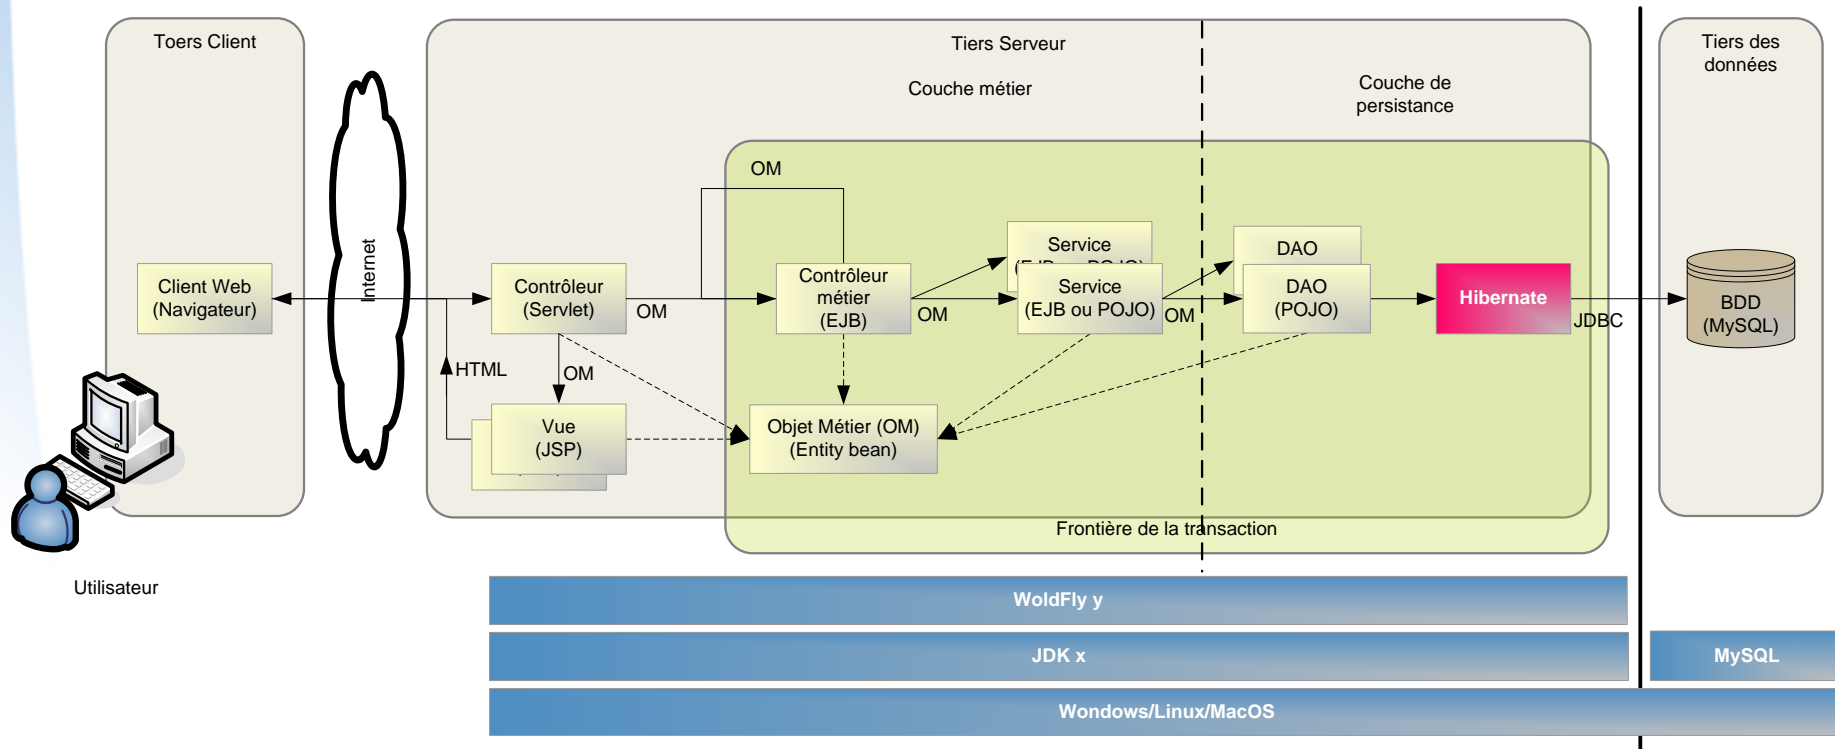 Toers Client
Tiers Serveur
Tiers des
données
Couche métier
Couche de
persistance
OM
Internet
Client Web
(Navigateur)
Contrôleur
(Servlet)
OM
Contrôleur
métier
(EJB)
OM
Service
(EJB ou POJO)
Service
(EJB ou POJO)
OM
DAO
DAO
(POJO)
Hibernate
JDBC
BDD
(MySQL)
HTML
OM
Vue
(JSP)
Objet Métier (OM)
(Entity bean)
Frontière de la transaction
Utilisateur
WoldFly y
JDK x
MySQL
Wondows/Linux/MacOS